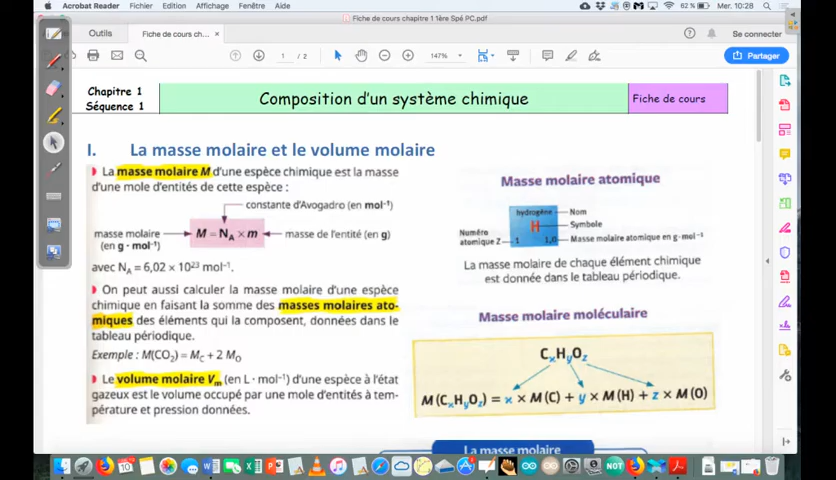 Acrobat Reader Fichier Edition Affichage Fenêtre Aide 62 % Mer. 10:28
Fiche de cours chapitre 1 1ère Spé PC.pdf
Outils Fiche de cours ch... × Se connecter
1 / 2 147% Partager
Chapitre 1
Séquence 1
Composition d'un système chimique
Fiche de cours
I. La masse molaire et le volume molaire
La masse molaire M d'une espèce chimique est la masse
d'une mole d'entités de cette espèce :
constante d'Avogadro (en mol⁻¹)
masse molaire
(en g · mol⁻¹)
M = N_A × m
masse de l'entité (en g)
avec N_A = 6,02 × 10²³ mol⁻¹.
On peut aussi calculer la masse molaire d'une espèce
chimique en faisant la somme des masses molaires ato-
miques des éléments qui la composent, données dans le
tableau périodique.
Exemple : M(CO₂) = M_C + 2 M_O
Le volume molaire V_m (en L · mol⁻¹) d'une espèce à l'état
gazeux est le volume occupé par une mole d'entités à tem-
pérature et pression données.
Masse molaire atomique
hydrogène Nom
H Symbole
Numéro
atomique Z 1 1,0 Masse molaire atomique en g·mol⁻¹
La masse molaire de chaque élément chimique
est donnée dans le tableau périodique.
Masse molaire moléculaire
CₓHᵧO_z
M(CₓHᵧO_z) = x × M(C) + y × M(H) + z × M(O)
La masse molaire
10
NOT